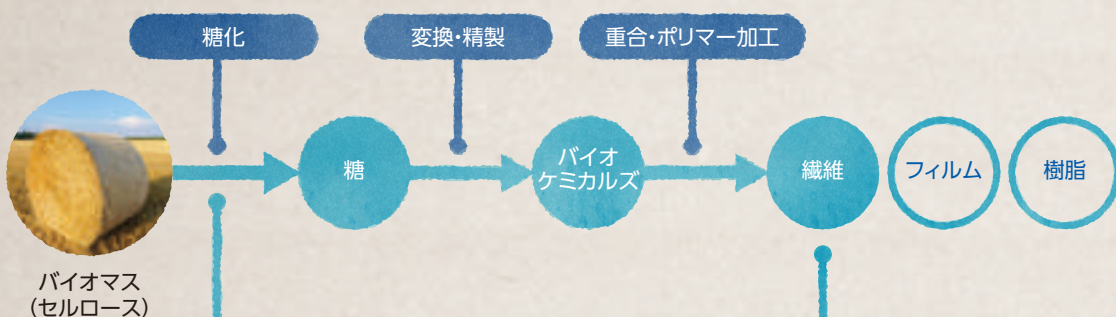 糖化
変換・精製
重合・ポリマー加工
糖
バイオ
ケミカルズ
繊維
フィルム
樹脂
バイオマス
(セルロース)